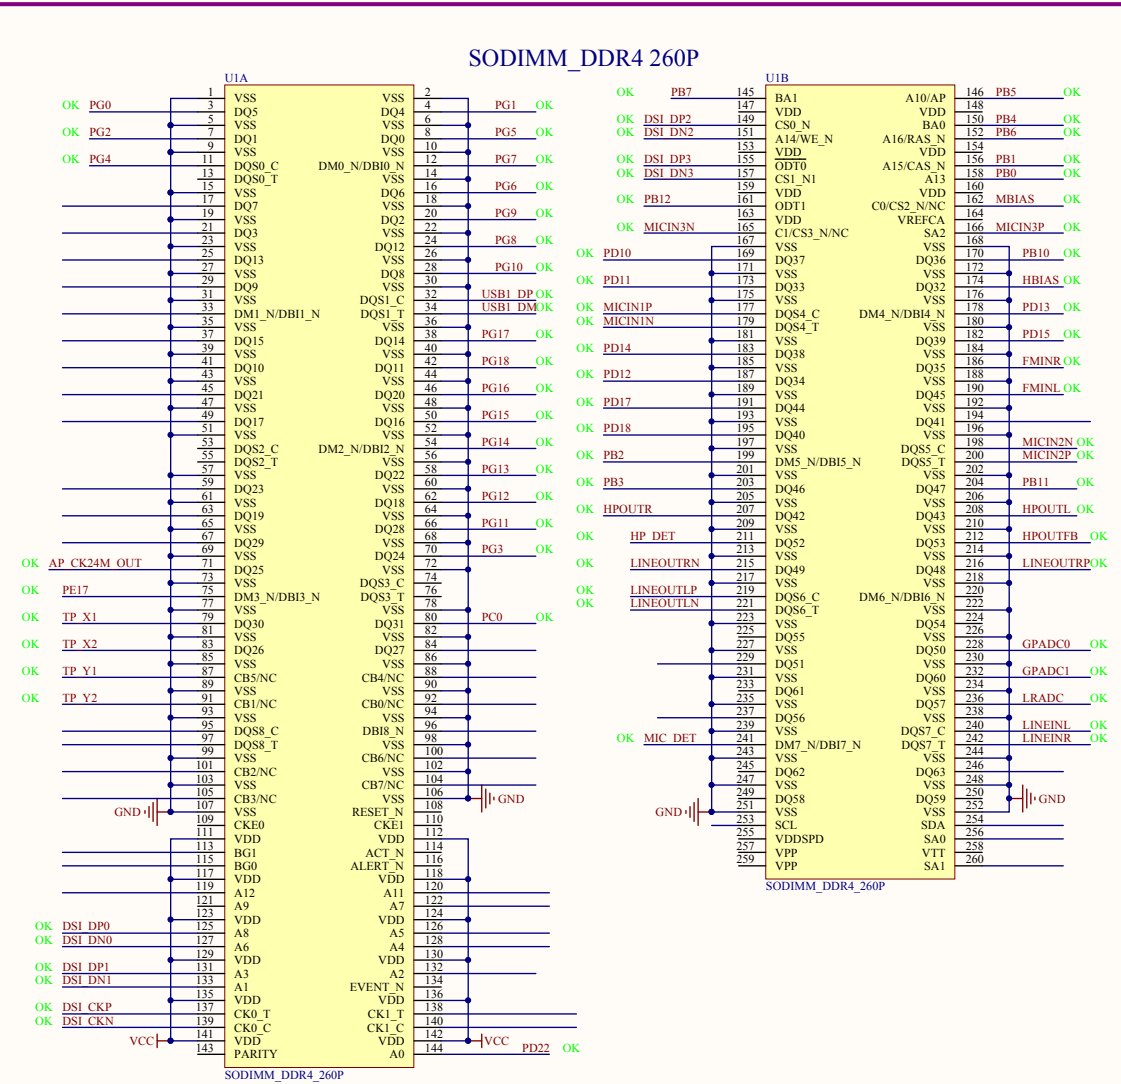 SODIMM_DDR4 260P
U1A
1 VSS VSS 2
OK PG0 3 DQ5 DQ4 4 PG1 OK
5 VSS VSS 6
OK PG2 7 DQ1 DQ0 8 PG5 OK
9 VSS VSS 10
OK PG4 11 DQS0_C DM0_N/DBI0_N 12 PG7 OK
13 DQS0_T VSS 14
15 VSS DQ6 16 PG6 OK
17 DQ7 VSS 18
19 VSS DQ2 20 PG9 OK
21 DQ3 VSS 22
23 VSS DQ12 24 PG8 OK
25 DQ13 VSS 26
27 VSS DQ8 28 PG10 OK
29 DQ9 VSS 30
31 VSS DQS1_C 32 USB1_DP OK
33 DM1_N/DBI1_N DQS1_T 34 USB1_DM OK
35 VSS VSS 36
37 DQ15 DQ14 38 PG17 OK
39 VSS VSS 40
41 DQ10 DQ11 42 PG18 OK
43 VSS VSS 44
45 DQ21 DQ20 46 PG16 OK
47 VSS VSS 48
49 DQ17 DQ16 50 PG15 OK
51 VSS VSS 52
53 DQS2_C DM2_N/DBI2_N 54 PG14 OK
55 DQS2_T VSS 56
57 VSS DQ22 58 PG13 OK
59 DQ23 VSS 60
61 VSS DQ18 62 PG12 OK
63 DQ19 VSS 64
65 VSS DQ28 66 PG11 OK
67 DQ29 VSS 68
69 VSS DQ24 70 PG3 OK
OK AP_CK24M_OUT 71 DQ25 VSS 72
73 VSS DQS3_C 74
OK PE17 75 DM3_N/DBI3_N DQS3_T 76
77 VSS VSS 78
OK TP_X1 79 DQ30 DQ31 80 PC0 OK
81 VSS VSS 82
OK TP_X2 83 DQ26 DQ27 84
85 VSS VSS 86
OK TP_Y1 87 CB5/NC CB4/NC 88
89 VSS VSS 90
OK TP_Y2 91 CB1/NC CB0/NC 92
93 VSS VSS 94
95 DQS8_C DBI8_N 96
97 DQS8_T VSS 98
99 VSS CB6/NC 100
101 CB2/NC VSS 102
103 VSS CB7/NC 104
105 CB3/NC VSS 106 GND
GND 107 VSS RESET_N 108
109 CKE0 CKE1 110
111 VDD VDD 112
113 BG1 ACT_N 114
115 BG0 ALERT_N 116
117 VDD VDD 118
119 A12 A11 120
121 A9 A7 122
123 VDD VDD 124
OK DSI_DP0 125 A8 A5 126
OK DSI_DN0 127 A6 A4 128
129 VDD VDD 130
OK DSI_DP1 131 A3 A2 132
OK DSI_DN1 133 A1 EVENT_N 134
135 VDD VDD 136
OK DSI_CKP 137 CK0_T CK1_T 138
OK DSI_CKN 139 CK0_C CK1_C 140
VCC 141 VDD VDD 142 VCC
143 PARITY A0 144 PD22 OK
SODIMM_DDR4_260P
U1B
OK PB7 145 BA1 A10/AP 146 PB5 OK
147 VDD VDD 148
OK DSI_DP2 149 CS0_N BA0 150 PB4 OK
OK DSI_DN2 151 A14/WE_N A16/RAS_N 152 PB6 OK
153 VDD VDD 154
OK DSI_DP3 155 ODT0 A15/CAS_N 156 PB1 OK
OK DSI_DN3 157 CS1_N1 A13 158 PB0 OK
159 VDD VDD 160
OK PB12 161 ODT1 C0/CS2_N/NC 162 MBIAS OK
163 VDD VREFCA 164
OK MICIN3N 165 C1/CS3_N/NC SA2 166 MICIN3P OK
167 VSS VSS 168
OK PD10 169 DQ37 DQ36 170 PB10 OK
171 VSS VSS 172
OK PD11 173 DQ33 DQ32 174 HBIAS OK
175 VSS VSS 176
OK MICIN1P 177 DQS4_C DM4_N/DBI4_N 178 PD13 OK
OK MICIN1N 179 DQS4_T VSS 180
181 VSS DQ39 182 PD15 OK
OK PD14 183 DQ38 VSS 184
185 VSS DQ35 186 FMINR OK
OK PD12 187 DQ34 VSS 188
189 VSS DQ45 190 FMINL OK
OK PD17 191 DQ44 VSS 192
193 VSS DQ41 194
OK PD18 195 DQ40 VSS 196
197 VSS DQS5_C 198 MICIN2N OK
OK PB2 199 DM5_N/DBI5_N DQS5_T 200 MICIN2P OK
201 VSS VSS 202
OK PB3 203 DQ46 DQ47 204 PB11 OK
205 VSS VSS 206
OK HPOUTR 207 DQ42 DQ43 208 HPOUTL OK
209 VSS VSS 210
OK HP_DET 211 DQ52 DQ53 212 HPOUTFB OK
213 VSS VSS 214
OK LINEOUTRN 215 DQ49 DQ48 216 LINEOUTRP OK
217 VSS VSS 218
OK LINEOUTLP 219 DQS6_C DM6_N/DBI6_N 220
OK LINEOUTLN 221 DQS6_T VSS 222
223 VSS DQ54 224
225 DQ55 VSS 226
227 VSS DQ50 228 GPADC0 OK
229 DQ51 VSS 230
231 VSS DQ60 232 GPADC1 OK
233 DQ61 VSS 234
235 VSS DQ57 236 LRADC OK
237 DQ56 VSS 238
239 VSS DQS7_C 240 LINEINL OK
OK MIC_DET 241 DM7_N/DBI7_N DQS7_T 242 LINEINR OK
243 VSS VSS 244
245 DQ62 DQ63 246
247 VSS VSS 248
249 DQ58 DQ59 250 GND
GND 251 VSS VSS 252
253 SCL SDA 254
255 VDDSPD SA0 256
257 VPP VTT 258
259 VPP SA1 260
SODIMM_DDR4_260P